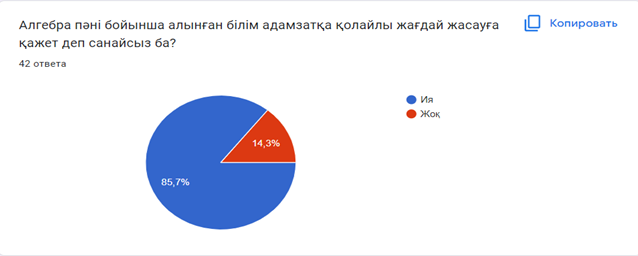 Алгебра пәні бойынша алынған білім адамзатқа қолайлы жағдай жасауға
қажет деп санайсыз ба?
Копировать
42 ответа
Ия
Жоқ
14,3%
85,7%